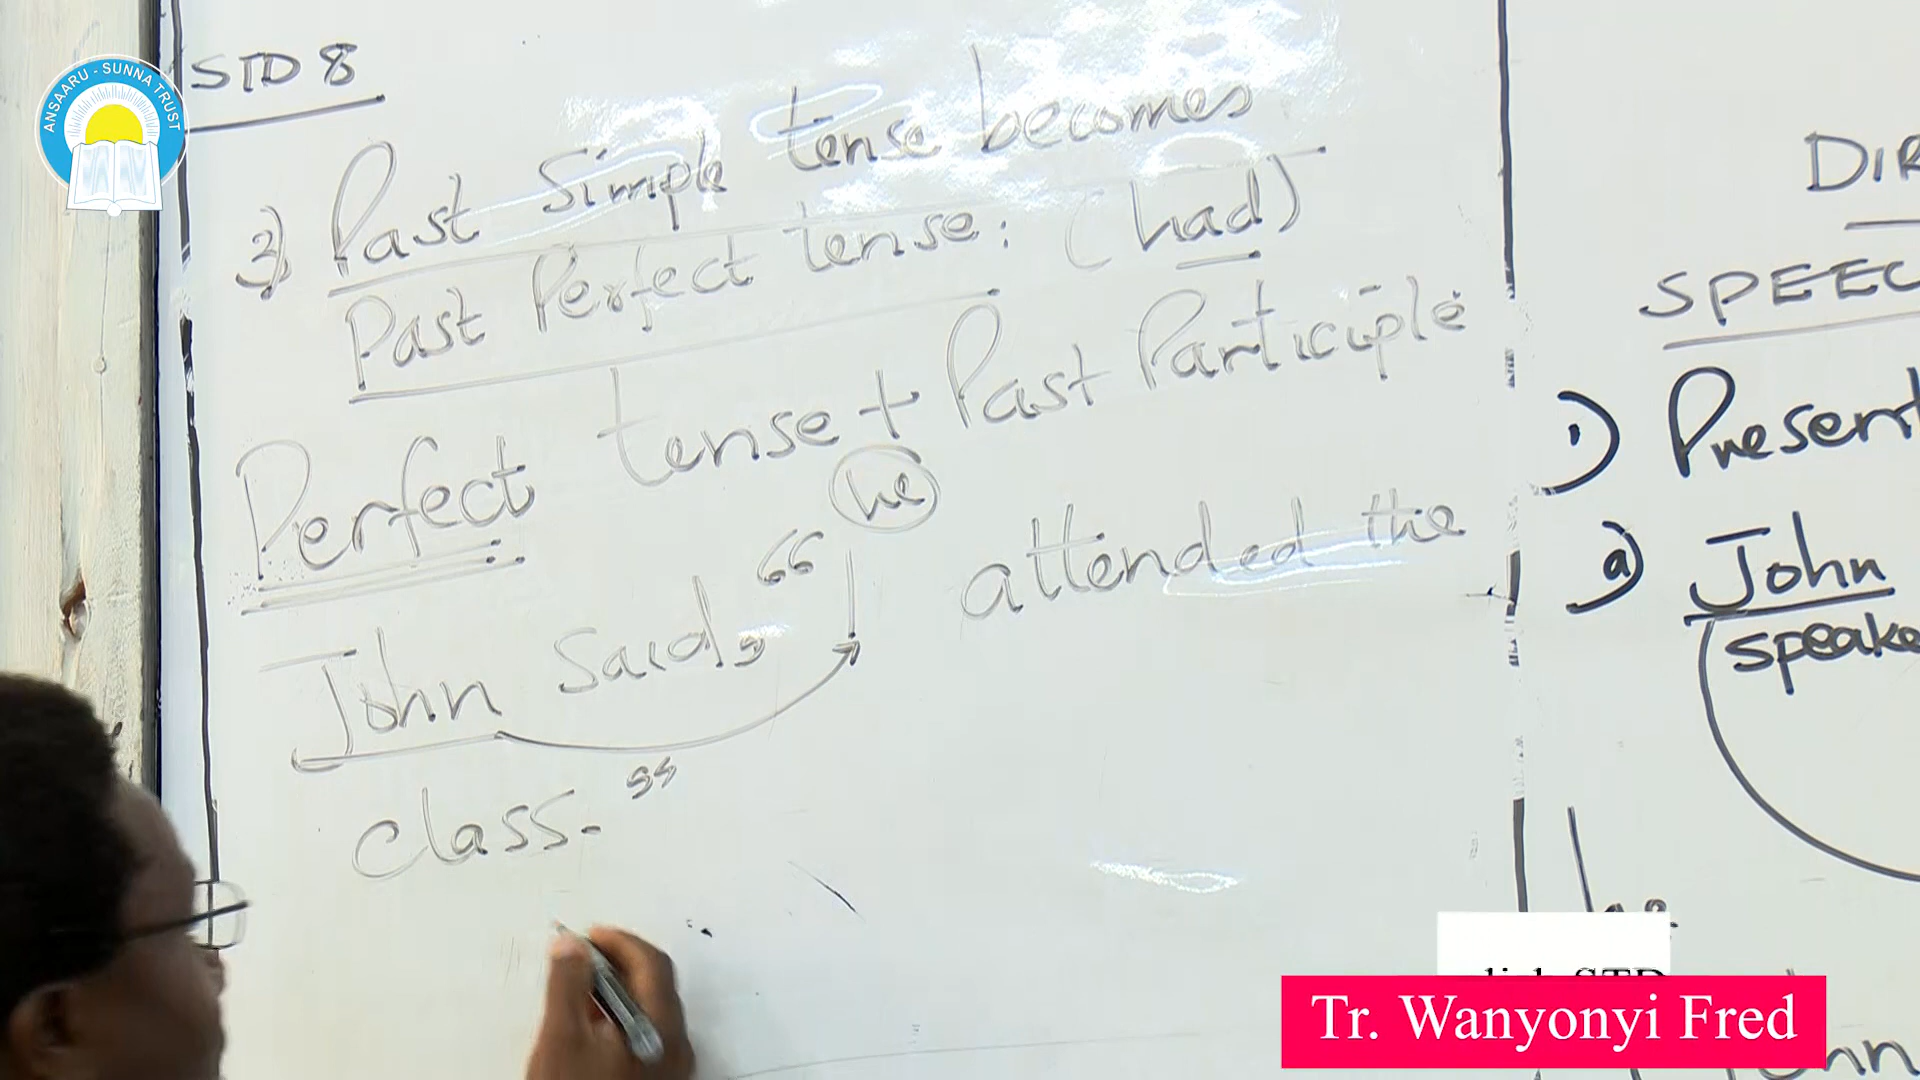 ANSAARU - SUNNA TRUST
STD 8
3) Past Simple tense becomes
Past Perfect tense: (had)
Perfect tense + Past Participle
he
John said, “I attended the
class.”
DIR
SPEEC
1) Present
a) John
speake
Tr. Wanyonyi Fred